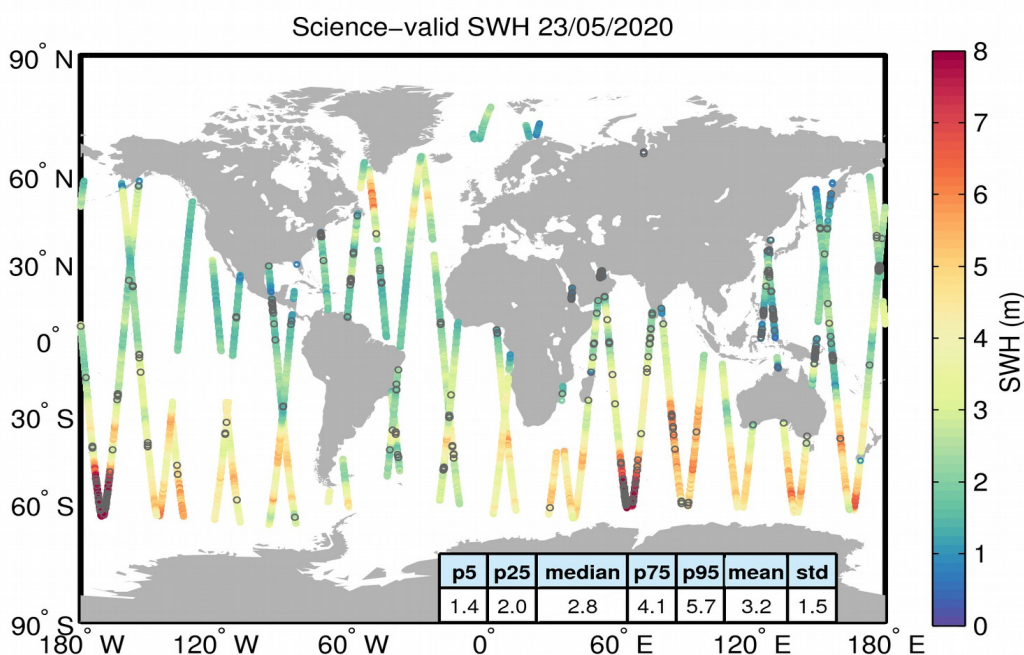 Science−valid SWH 23/05/2020
90° N
60° N
30° N
0°
30° S
60° S
90° S
180° W
120° W
60° W
0°
60° E
120° E
180° E
p5 p25 median p75 p95 mean std
1.4 2.0 2.8 4.1 5.7 3.2 1.5
8
7
6
5
4
3
2
1
0
SWH (m)